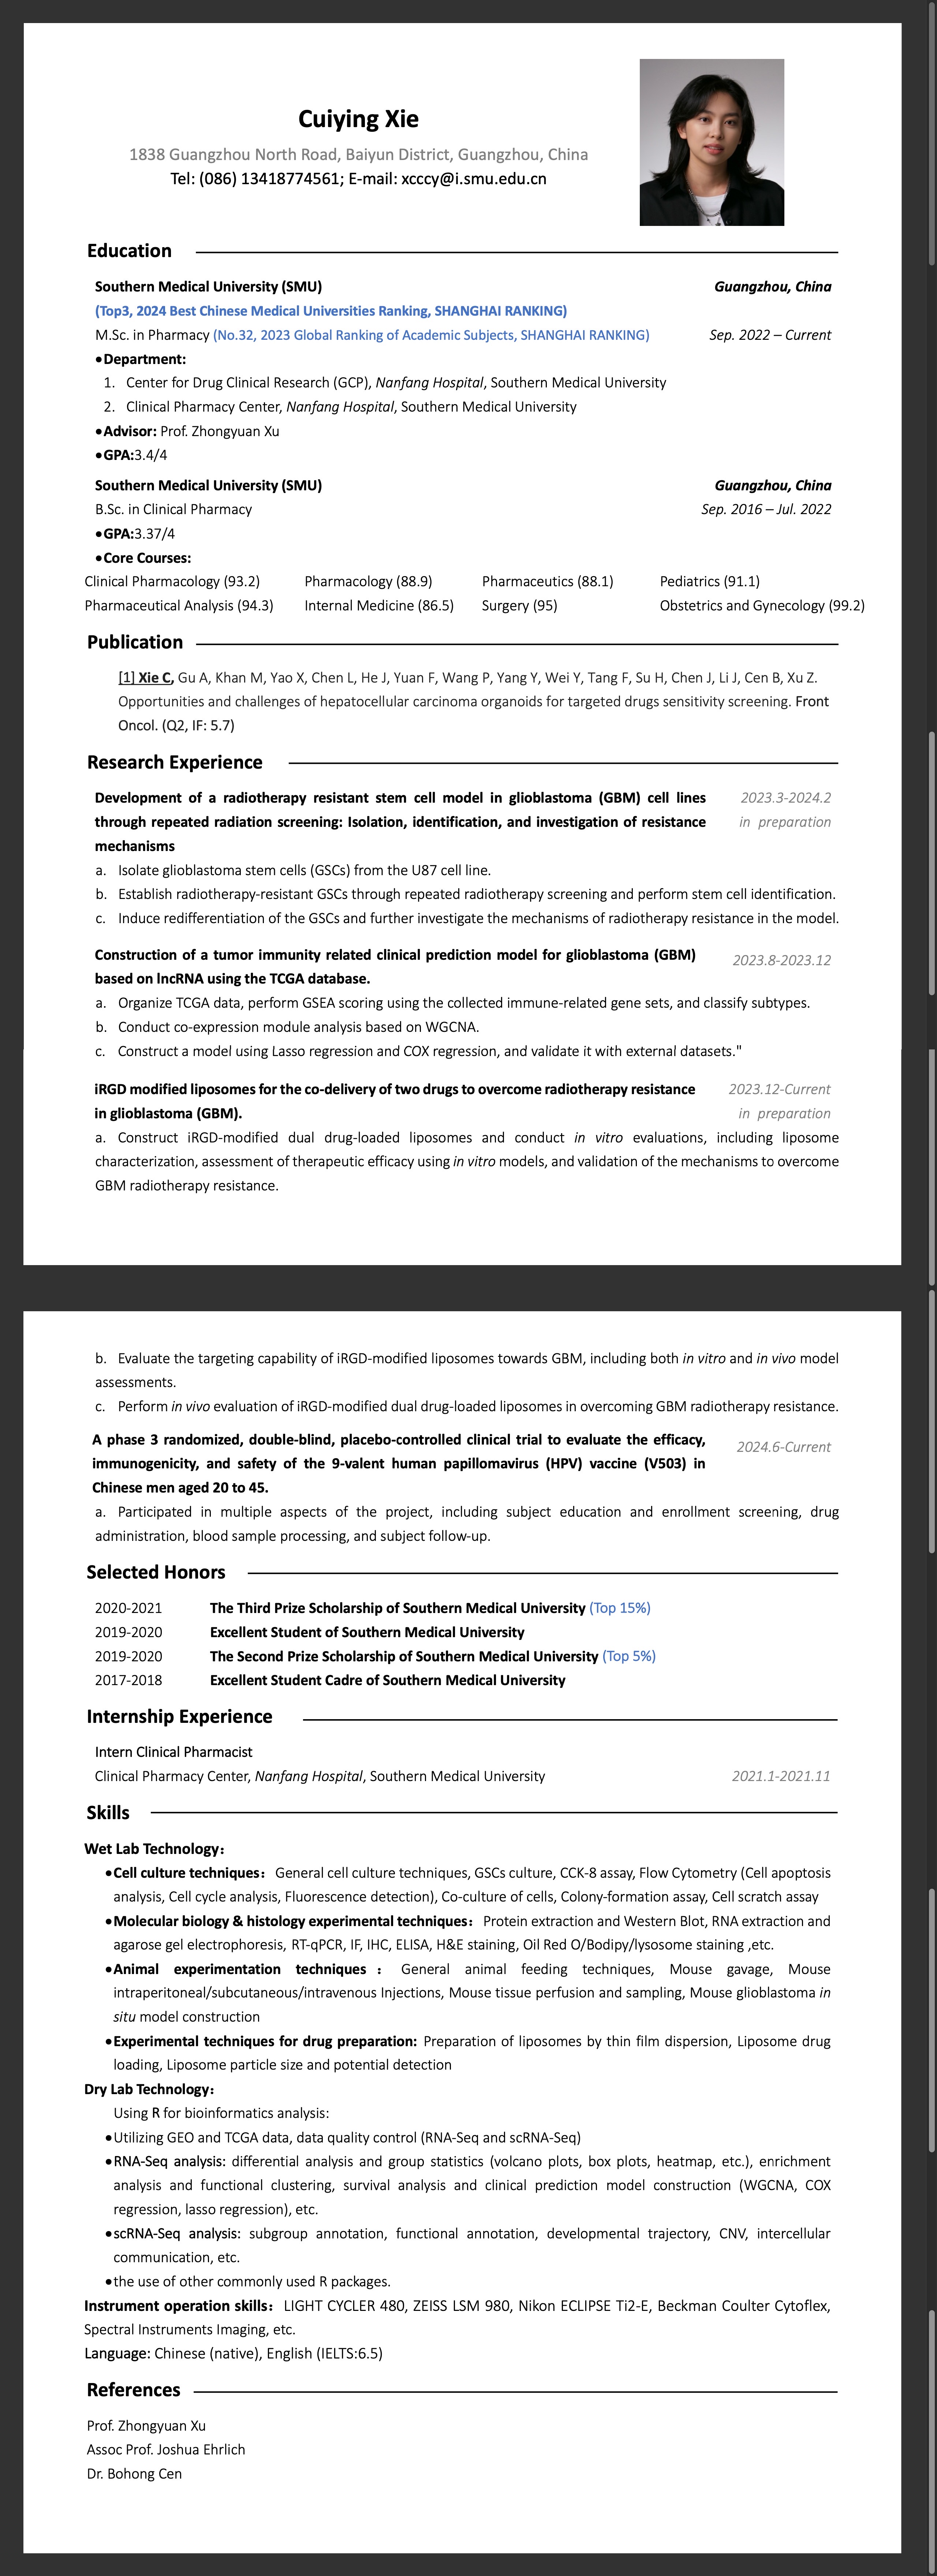 Cuiying Xie
1838 Guangzhou North Road, Baiyun District, Guangzhou, China
Tel: (086) 13418774561; E-mail: xcccy@i.smu.edu.cn
Education
Southern Medical University (SMU) Guangzhou, China
(Top3, 2024 Best Chinese Medical Universities Ranking, SHANGHAI RANKING)
M.Sc. in Pharmacy (No.32, 2023 Global Ranking of Academic Subjects, SHANGHAI RANKING) Sep. 2022 – Current
●Department:
1. Center for Drug Clinical Research (GCP), Nanfang Hospital, Southern Medical University
2. Clinical Pharmacy Center, Nanfang Hospital, Southern Medical University
●Advisor: Prof. Zhongyuan Xu
●GPA:3.4/4
Southern Medical University (SMU) Guangzhou, China
B.Sc. in Clinical Pharmacy Sep. 2016 – Jul. 2022
●GPA:3.37/4
●Core Courses:
Clinical Pharmacology (93.2) Pharmacology (88.9) Pharmaceutics (88.1) Pediatrics (91.1)
Pharmaceutical Analysis (94.3) Internal Medicine (86.5) Surgery (95) Obstetrics and Gynecology (99.2)
Publication
[1] Xie C, Gu A, Khan M, Yao X, Chen L, He J, Yuan F, Wang P, Yang Y, Wei Y, Tang F, Su H, Chen J, Li J, Cen B, Xu Z.
Opportunities and challenges of hepatocellular carcinoma organoids for targeted drugs sensitivity screening. Front
Oncol. (Q2, IF: 5.7)
Research Experience
Development of a radiotherapy resistant stem cell model in glioblastoma (GBM) cell lines 2023.3-2024.2
through repeated radiation screening: Isolation, identification, and investigation of resistance in preparation
mechanisms
a. Isolate glioblastoma stem cells (GSCs) from the U87 cell line.
b. Establish radiotherapy-resistant GSCs through repeated radiotherapy screening and perform stem cell identification.
c. Induce redifferentiation of the GSCs and further investigate the mechanisms of radiotherapy resistance in the model.
Construction of a tumor immunity related clinical prediction model for glioblastoma (GBM) 2023.8-2023.12
based on lncRNA using the TCGA database.
a. Organize TCGA data, perform GSEA scoring using the collected immune-related gene sets, and classify subtypes.
b. Conduct co-expression module analysis based on WGCNA.
c. Construct a model using Lasso regression and COX regression, and validate it with external datasets."
iRGD modified liposomes for the co-delivery of two drugs to overcome radiotherapy resistance 2023.12-Current
in glioblastoma (GBM). in preparation
a. Construct iRGD-modified dual drug-loaded liposomes and conduct in vitro evaluations, including liposome
characterization, assessment of therapeutic efficacy using in vitro models, and validation of the mechanisms to overcome
GBM radiotherapy resistance.
b. Evaluate the targeting capability of iRGD-modified liposomes towards GBM, including both in vitro and in vivo model
assessments.
c. Perform in vivo evaluation of iRGD-modified dual drug-loaded liposomes in overcoming GBM radiotherapy resistance.
A phase 3 randomized, double-blind, placebo-controlled clinical trial to evaluate the efficacy, 2024.6-Current
immunogenicity, and safety of the 9-valent human papillomavirus (HPV) vaccine (V503) in
Chinese men aged 20 to 45.
a. Participated in multiple aspects of the project, including subject education and enrollment screening, drug
administration, blood sample processing, and subject follow-up.
Selected Honors
2020-2021 The Third Prize Scholarship of Southern Medical University (Top 15%)
2019-2020 Excellent Student of Southern Medical University
2019-2020 The Second Prize Scholarship of Southern Medical University (Top 5%)
2017-2018 Excellent Student Cadre of Southern Medical University
Internship Experience
Intern Clinical Pharmacist
Clinical Pharmacy Center, Nanfang Hospital, Southern Medical University 2021.1-2021.11
Skills
Wet Lab Technology：
●Cell culture techniques： General cell culture techniques, GSCs culture, CCK-8 assay, Flow Cytometry (Cell apoptosis
analysis, Cell cycle analysis, Fluorescence detection), Co-culture of cells, Colony-formation assay, Cell scratch assay
●Molecular biology & histology experimental techniques： Protein extraction and Western Blot, RNA extraction and
agarose gel electrophoresis, RT-qPCR, IF, IHC, ELISA, H&E staining, Oil Red O/Bodipy/lysosome staining ,etc.
●Animal experimentation techniques ： General animal feeding techniques, Mouse gavage, Mouse
intraperitoneal/subcutaneous/intravenous Injections, Mouse tissue perfusion and sampling, Mouse glioblastoma in
situ model construction
●Experimental techniques for drug preparation: Preparation of liposomes by thin film dispersion, Liposome drug
loading, Liposome particle size and potential detection
Dry Lab Technology：
Using R for bioinformatics analysis:
●Utilizing GEO and TCGA data, data quality control (RNA-Seq and scRNA-Seq)
●RNA-Seq analysis: differential analysis and group statistics (volcano plots, box plots, heatmap, etc.), enrichment
analysis and functional clustering, survival analysis and clinical prediction model construction (WGCNA, COX
regression, lasso regression), etc.
●scRNA-Seq analysis: subgroup annotation, functional annotation, developmental trajectory, CNV, intercellular
communication, etc.
●the use of other commonly used R packages.
Instrument operation skills： LIGHT CYCLER 480, ZEISS LSM 980, Nikon ECLIPSE Ti2-E, Beckman Coulter Cytoflex,
Spectral Instruments Imaging, etc.
Language: Chinese (native), English (IELTS:6.5)
References
Prof. Zhongyuan Xu
Assoc Prof. Joshua Ehrlich
Dr. Bohong Cen